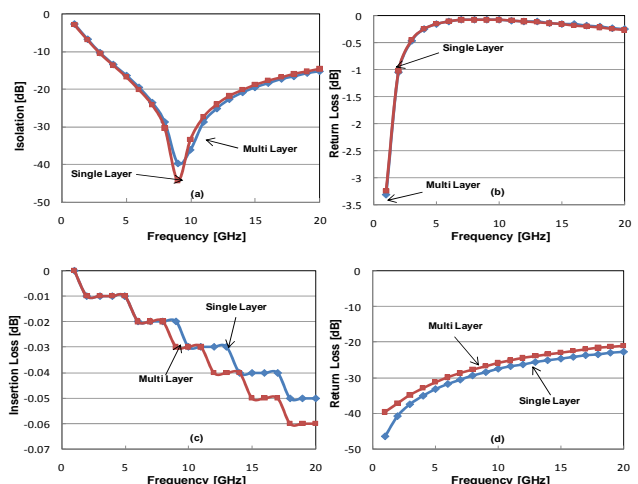 0
-10
-20
-30
-40
-50
Isolation [dB]
Multi Layer
Single Layer
(a)
0 5 10 15 20
Frequency [GHz]
0
-0.5
-1
-1.5
-2
-2.5
-3
-3.5
Return Loss [dB]
Single Layer
Multi Layer
(b)
0 5 10 15 20
Frequency [GHz]
0
-0.01
-0.02
-0.03
-0.04
-0.05
-0.06
-0.07
Insertion Loss [dB]
Single Layer
Multi Layer
(c)
0 5 10 15 20
Frequency [GHz]
0
-10
-20
-30
-40
-50
Return Loss [dB]
Multi Layer
Single Layer
(d)
0 5 10 15 20
Frequency [GHz]